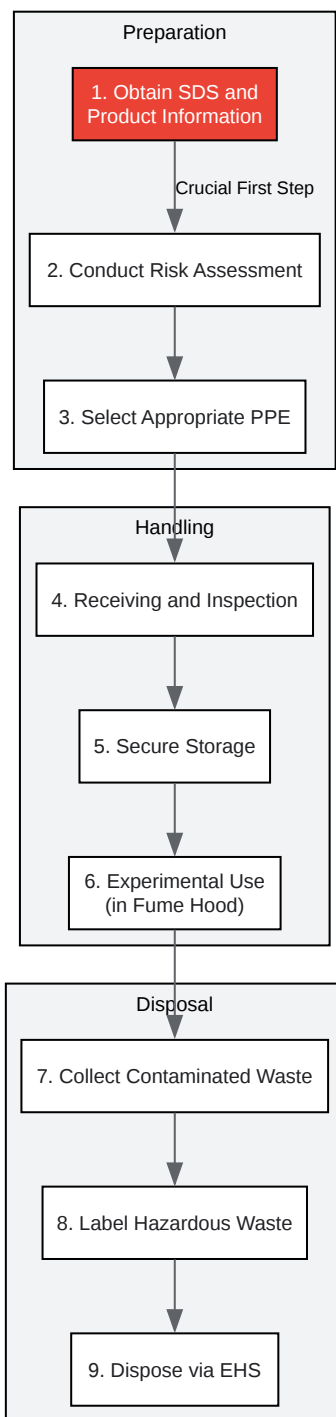 Preparation
1. Obtain SDS and
Product Information
Crucial First Step
2. Conduct Risk Assessment
3. Select Appropriate PPE
Handling
4. Receiving and Inspection
5. Secure Storage
6. Experimental Use
(in Fume Hood)
Disposal
7. Collect Contaminated Waste
8. Label Hazardous Waste
9. Dispose via EHS